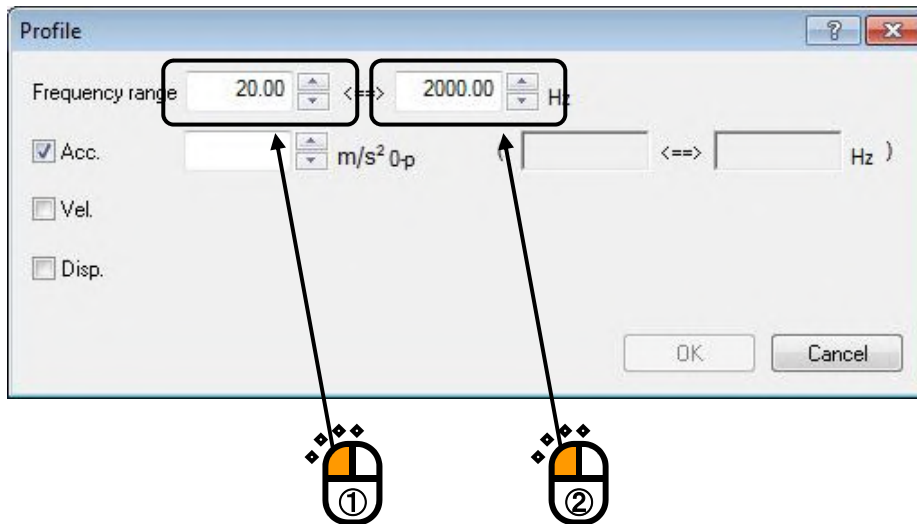 Profile
Frequency range 20.00 <==> 2000.00 Hz
Acc. m/s² 0-p ( <==> Hz )
Vel.
Disp.
OK Cancel
① ②